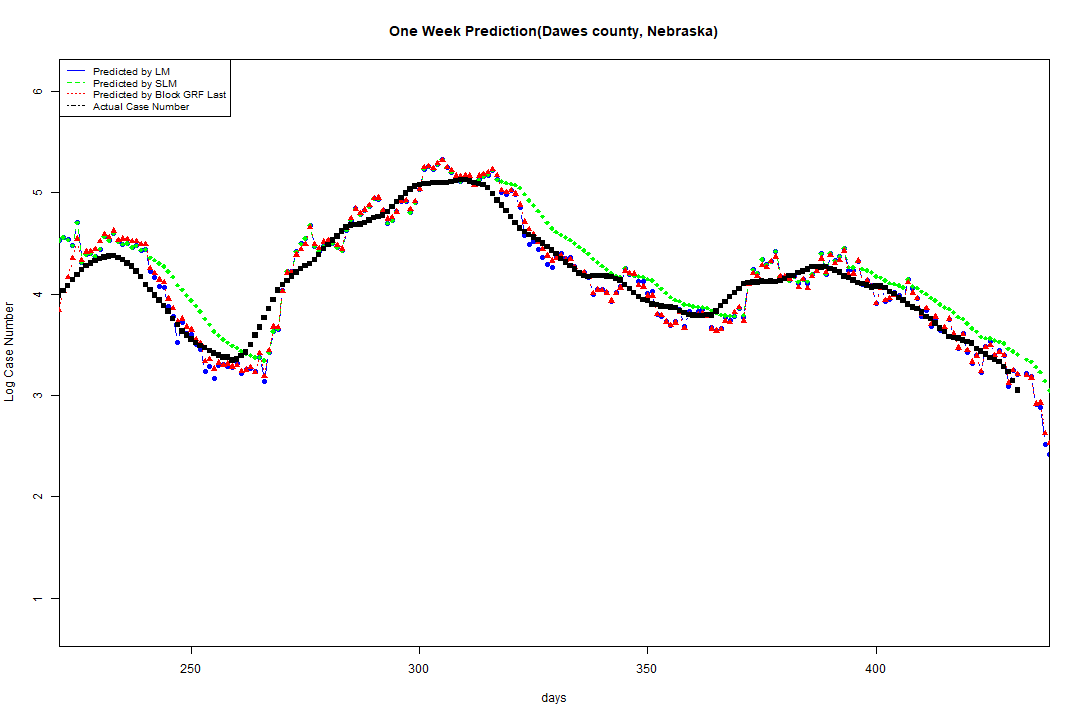 One Week Prediction(Dawes county, Nebraska)
Predicted by LM
Predicted by SLM
Predicted by Block GRF Last
Actual Case Number
6
5
4
3
2
1
Log Case Number
250
300
350
400
days